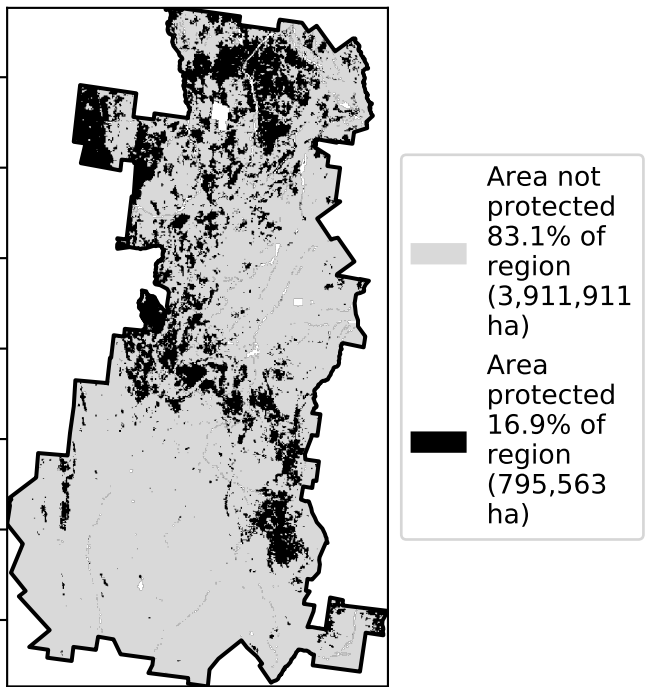 Area not
protected
83.1% of
region
(3,911,911
ha)
Area
protected
16.9% of
region
(795,563
ha)